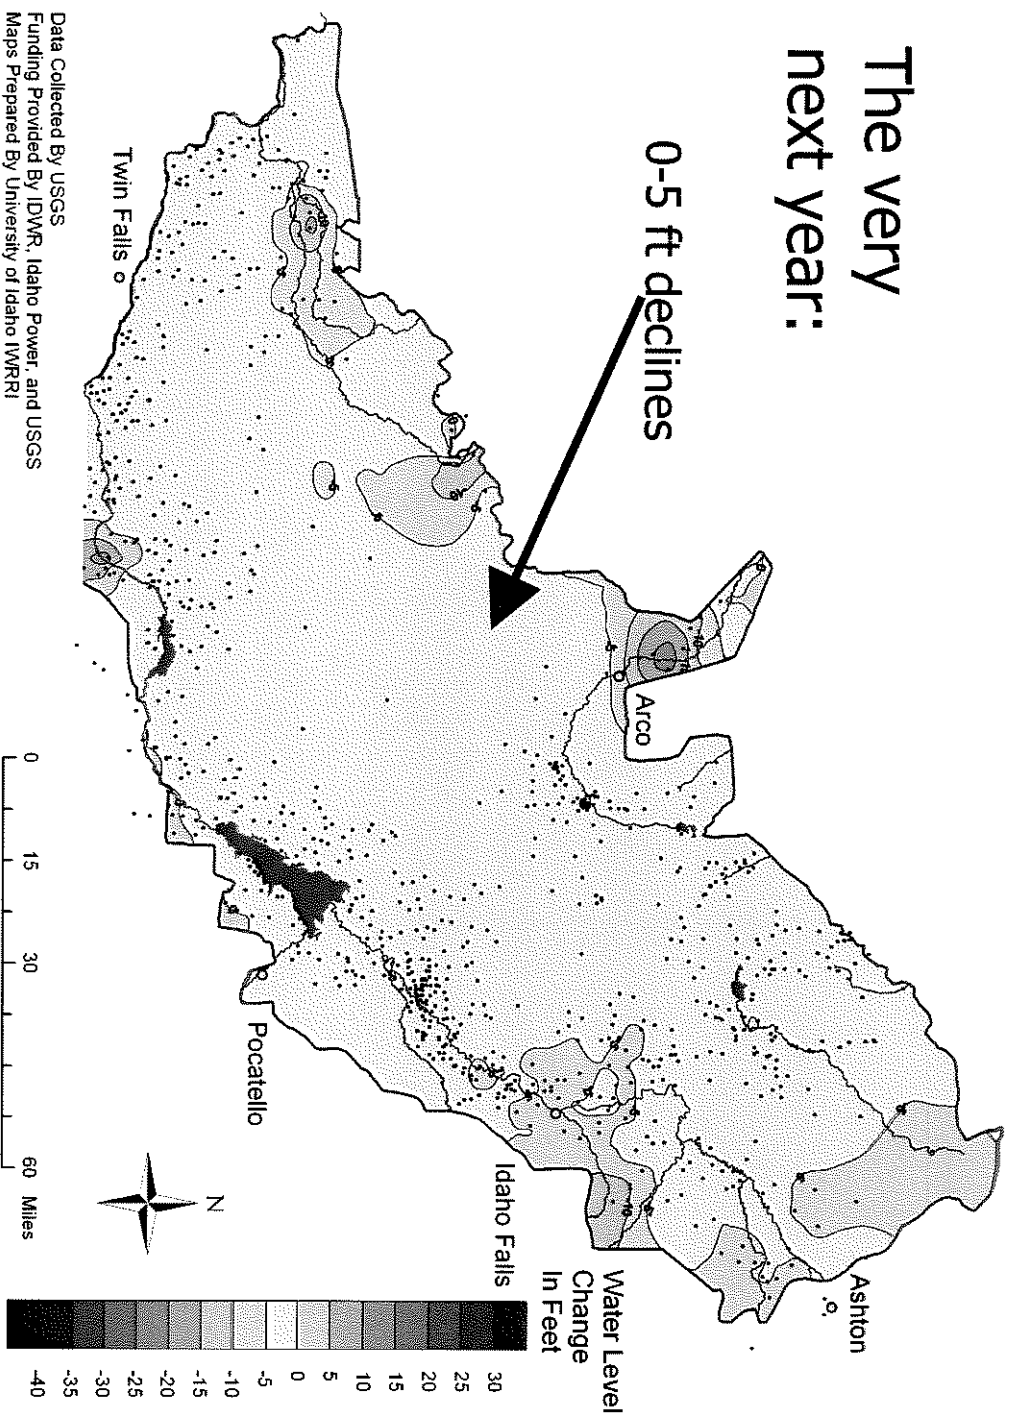 The very
next year:
0-5 ft declines
Arco
Ashton
Idaho Falls
Pocatello
Twin Falls
N
Water Level
Change
In Feet
30
25
20
15
10
5
0
-5
-10
-15
-20
-25
-30
-35
-40
0 15 30 60 Miles
Data Collected By USGS
Funding Provided By IDWR, Idaho Power, and USGS
Maps Prepared By University of Idaho IWRRI